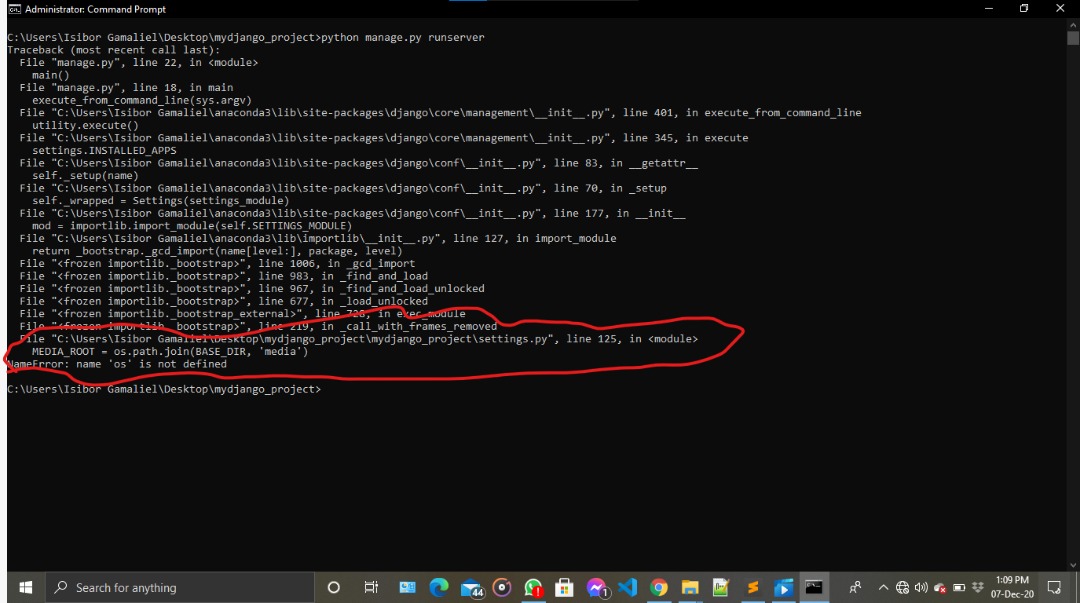 Administrator: Command Prompt
C:\Users\Isibor Gamaliel\Desktop\mydjango_project>python manage.py runserver
Traceback (most recent call last):
  File "manage.py", line 22, in <module>
    main()
  File "manage.py", line 18, in main
    execute_from_command_line(sys.argv)
  File "C:\Users\Isibor Gamaliel\anaconda3\lib\site-packages\django\core\management\__init__.py", line 401, in execute_from_command_line
    utility.execute()
  File "C:\Users\Isibor Gamaliel\anaconda3\lib\site-packages\django\core\management\__init__.py", line 345, in execute
    settings.INSTALLED_APPS
  File "C:\Users\Isibor Gamaliel\anaconda3\lib\site-packages\django\conf\__init__.py", line 83, in __getattr__
    self._setup(name)
  File "C:\Users\Isibor Gamaliel\anaconda3\lib\site-packages\django\conf\__init__.py", line 70, in _setup
    self._wrapped = Settings(settings_module)
  File "C:\Users\Isibor Gamaliel\anaconda3\lib\site-packages\django\conf\__init__.py", line 177, in __init__
    mod = importlib.import_module(self.SETTINGS_MODULE)
  File "C:\Users\Isibor Gamaliel\anaconda3\lib\importlib\__init__.py", line 127, in import_module
    return _bootstrap._gcd_import(name[level:], package, level)
  File "<frozen importlib._bootstrap>", line 1006, in _gcd_import
  File "<frozen importlib._bootstrap>", line 983, in _find_and_load
  File "<frozen importlib._bootstrap>", line 967, in _find_and_load_unlocked
  File "<frozen importlib._bootstrap>", line 677, in _load_unlocked
  File "<frozen importlib._bootstrap_external>", line 728, in exec_module
  File "<frozen importlib._bootstrap>", line 219, in _call_with_frames_removed
  File "C:\Users\Isibor Gamaliel\Desktop\mydjango_project\mydjango_project\settings.py", line 125, in <module>
    MEDIA_ROOT = os.path.join(BASE_DIR, 'media')
NameError: name 'os' is not defined
C:\Users\Isibor Gamaliel\Desktop\mydjango_project>
Search for anything
44
1
1:09 PM
07-Dec-20